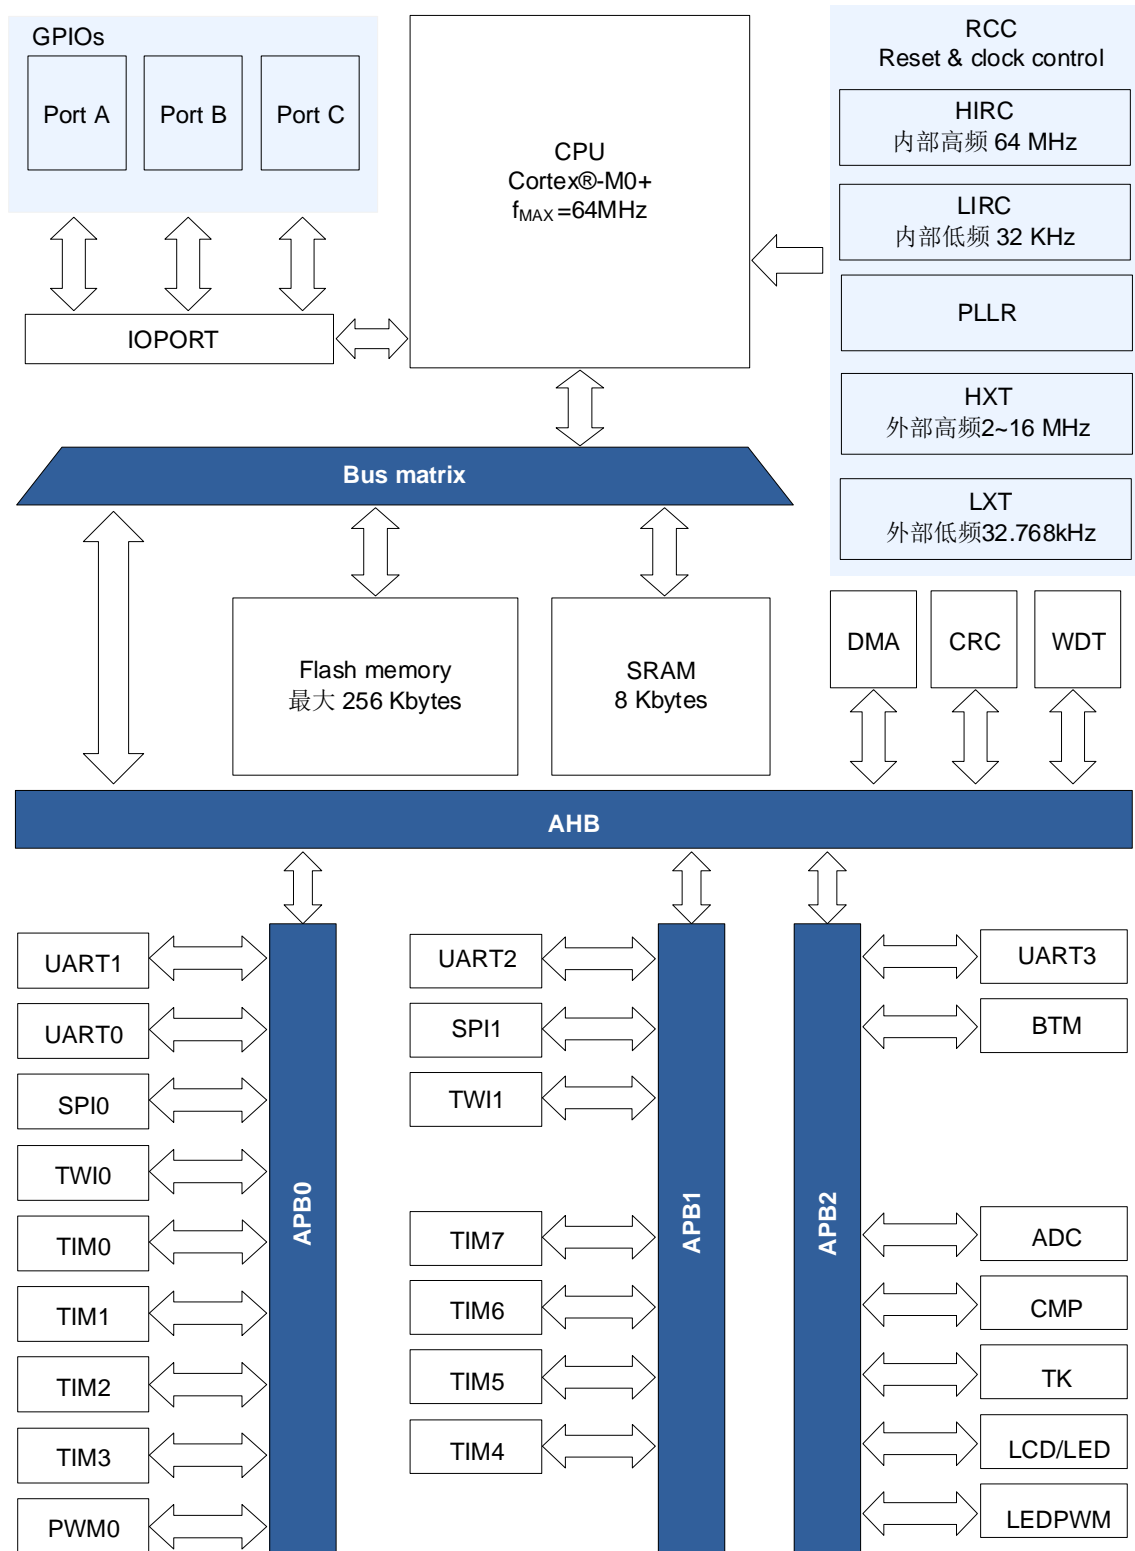 GPIOs
Port A
Port B
Port C
IOPORT
CPU
Cortex®-M0+
fMAX=64MHz
RCC
Reset & clock control
HIRC
内部高频 64 MHz
LIRC
内部低频 32 KHz
PLLR
HXT
外部高频2~16 MHz
LXT
外部低频32.768kHz
Bus matrix
Flash memory
最大 256 Kbytes
SRAM
8 Kbytes
DMA
CRC
WDT
AHB
UART1
UART0
SPI0
TWI0
TIM0
TIM1
TIM2
TIM3
PWM0
APB0
UART2
SPI1
TWI1
TIM7
TIM6
TIM5
TIM4
APB1
APB2
UART3
BTM
ADC
CMP
TK
LCD/LED
LEDPWM